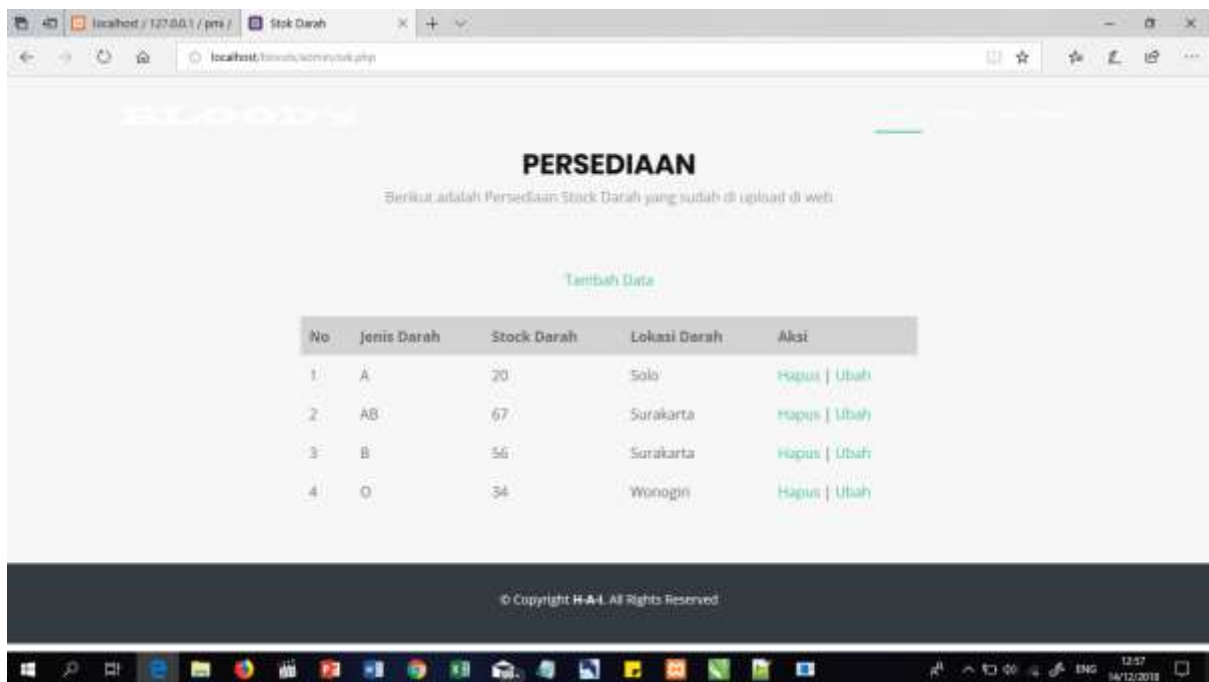 localhost / 127.0.0.1 / pmi /
Stok Darah
BLOOD'S
PERSEDIAAN
Berikut adalah Persediaan Stock Darah yang sudah di upload di web
Tambah Data
No Jenis Darah Stock Darah Lokasi Darah Aksi
1 A 20 Solo Hapus | Ubah
2 AB 67 Surakarta Hapus | Ubah
3 B 56 Surakarta Hapus | Ubah
4 O 34 Wonogiri Hapus | Ubah
© Copyright H-A-I. All Rights Reserved
ENG
12:57
14/12/2018